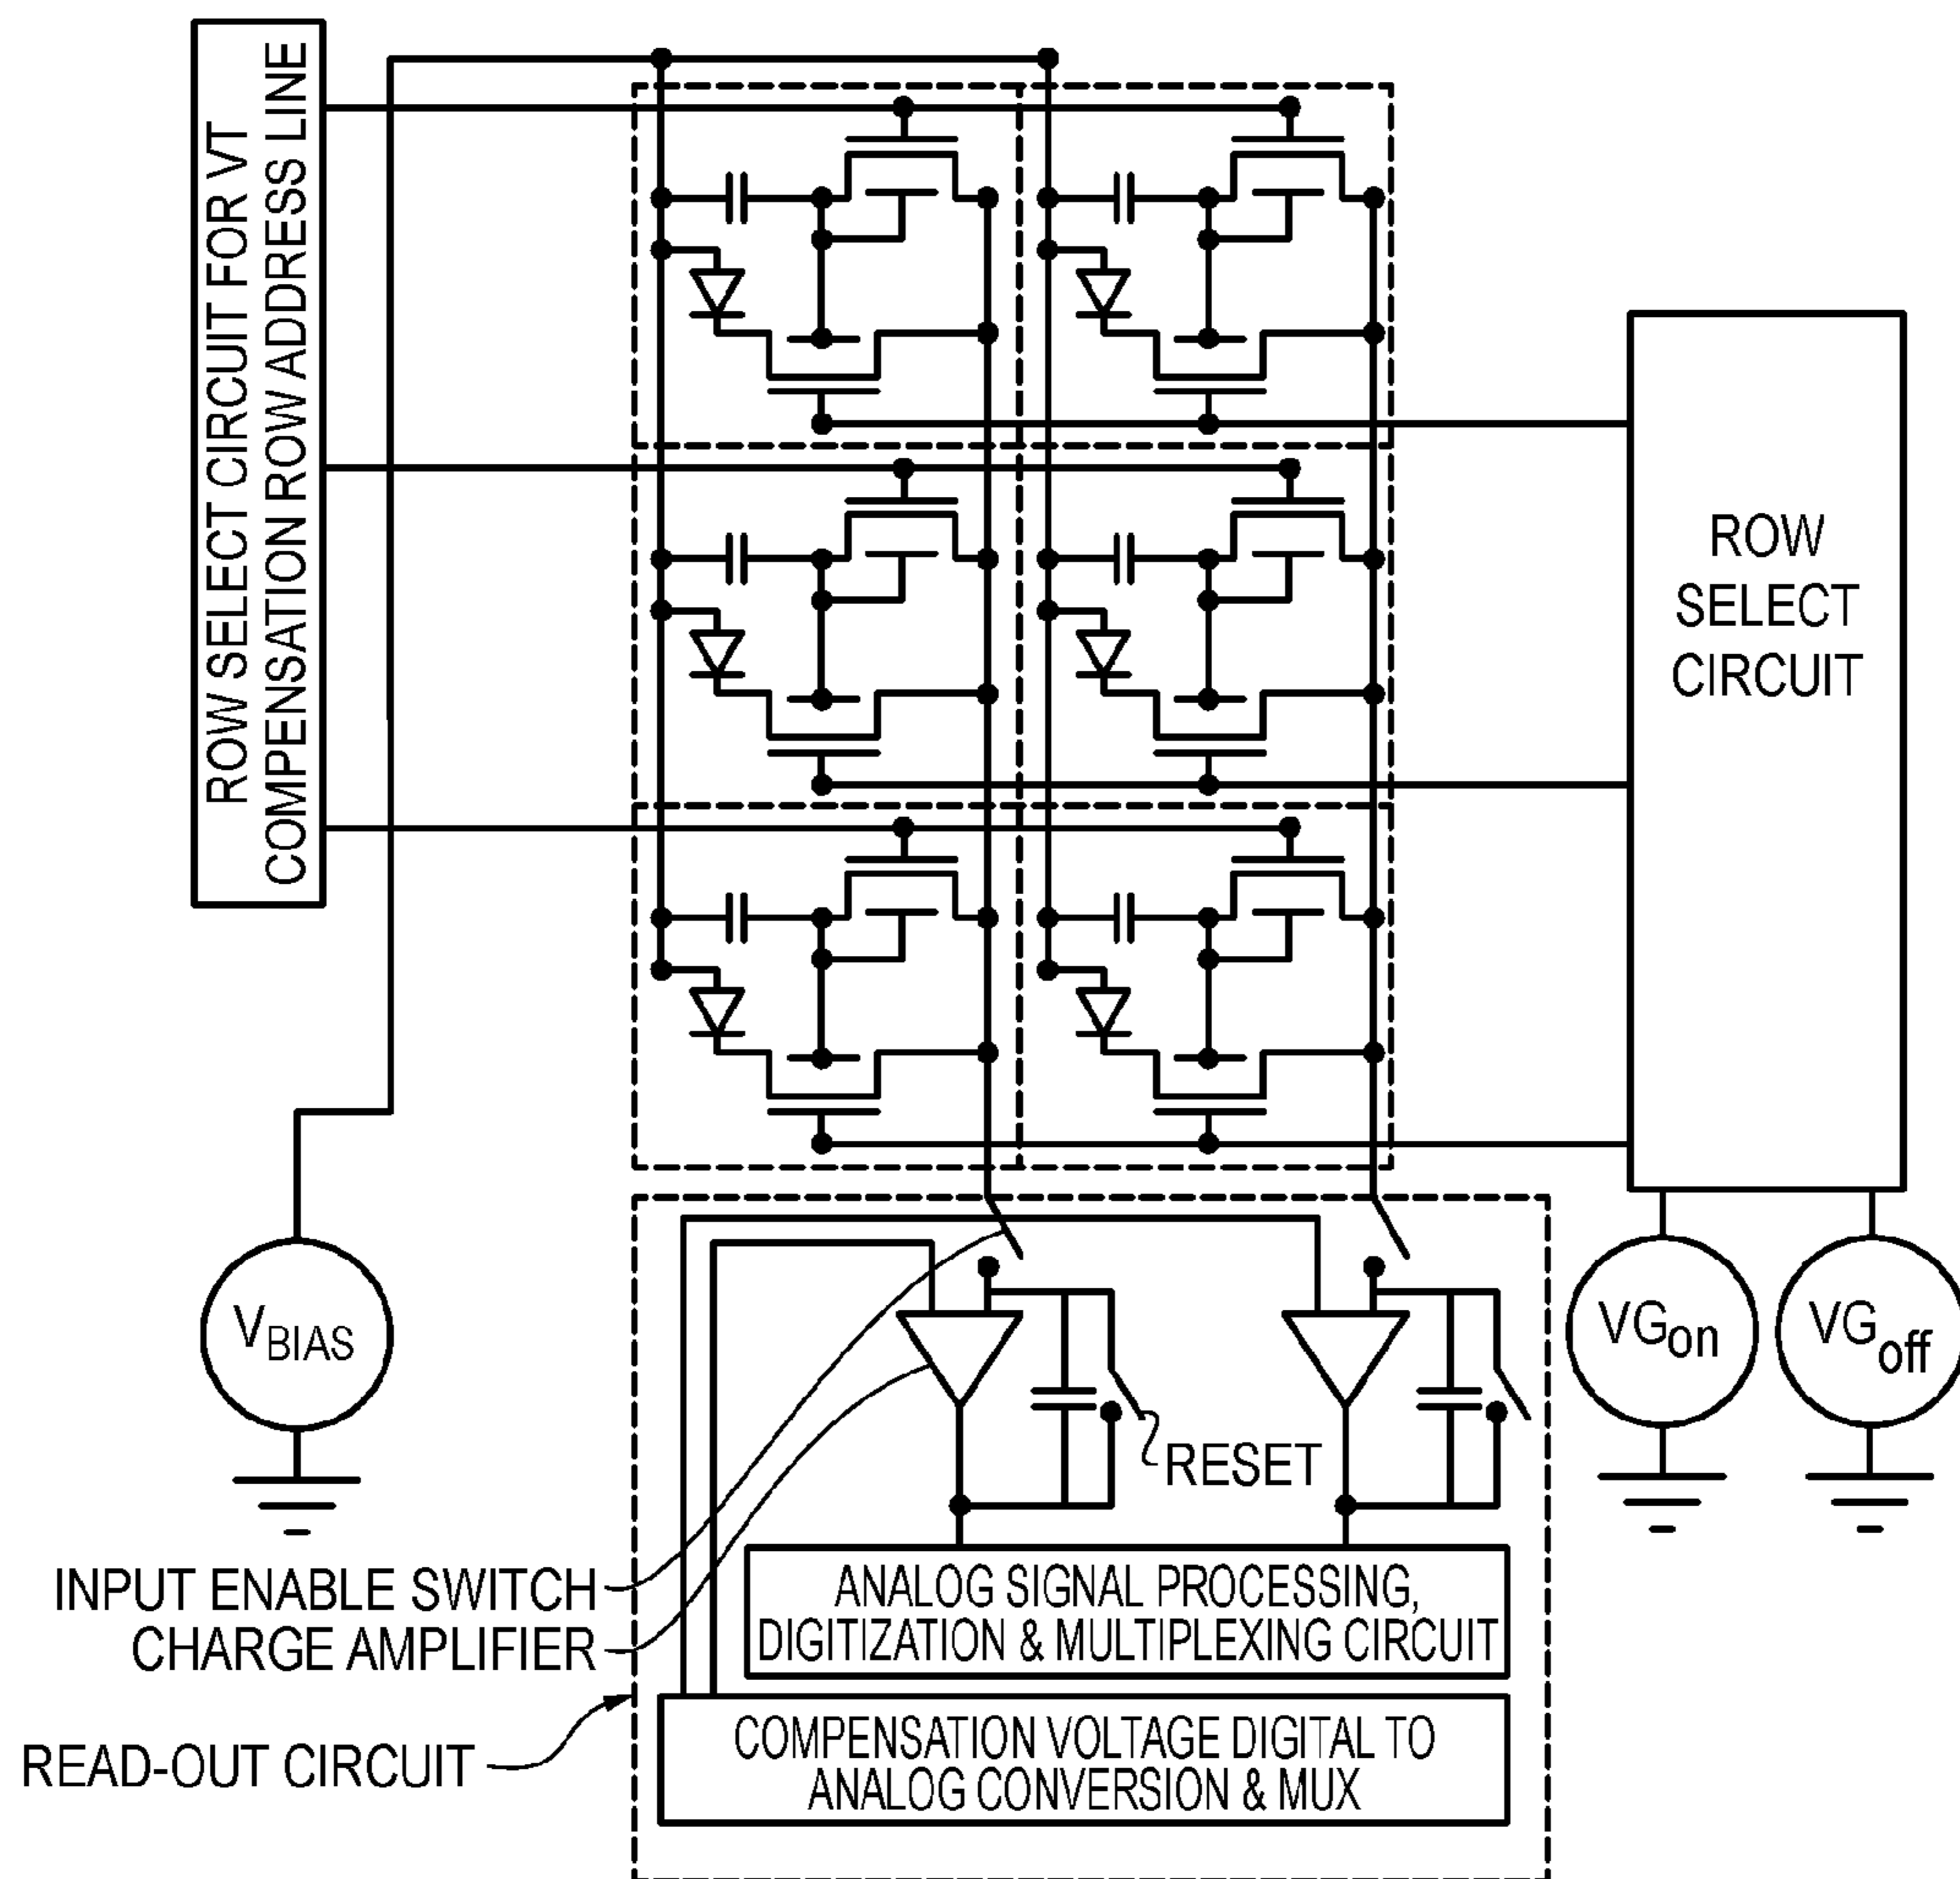 ROW SELECT CIRCUIT FOR VT
COMPENSATION ROW ADDRESS LINE
ROW
SELECT
CIRCUIT
VBIAS
VGon
VGoff
RESET
INPUT ENABLE SWITCH
CHARGE AMPLIFIER
READ-OUT CIRCUIT
ANALOG SIGNAL PROCESSING,
DIGITIZATION & MULTIPLEXING CIRCUIT
COMPENSATION VOLTAGE DIGITAL TO
ANALOG CONVERSION & MUX